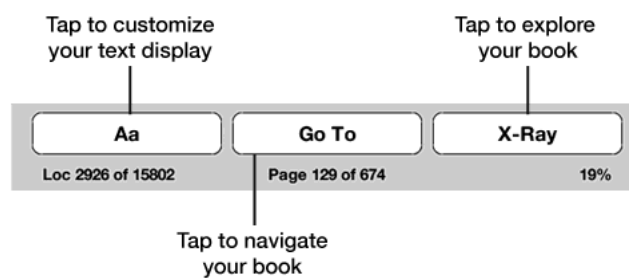 Tap to customize
your text display
Tap to explore
your book
Aa
Go To
X-Ray
Loc 2926 of 15802
Page 129 of 674
19%
Tap to navigate
your book